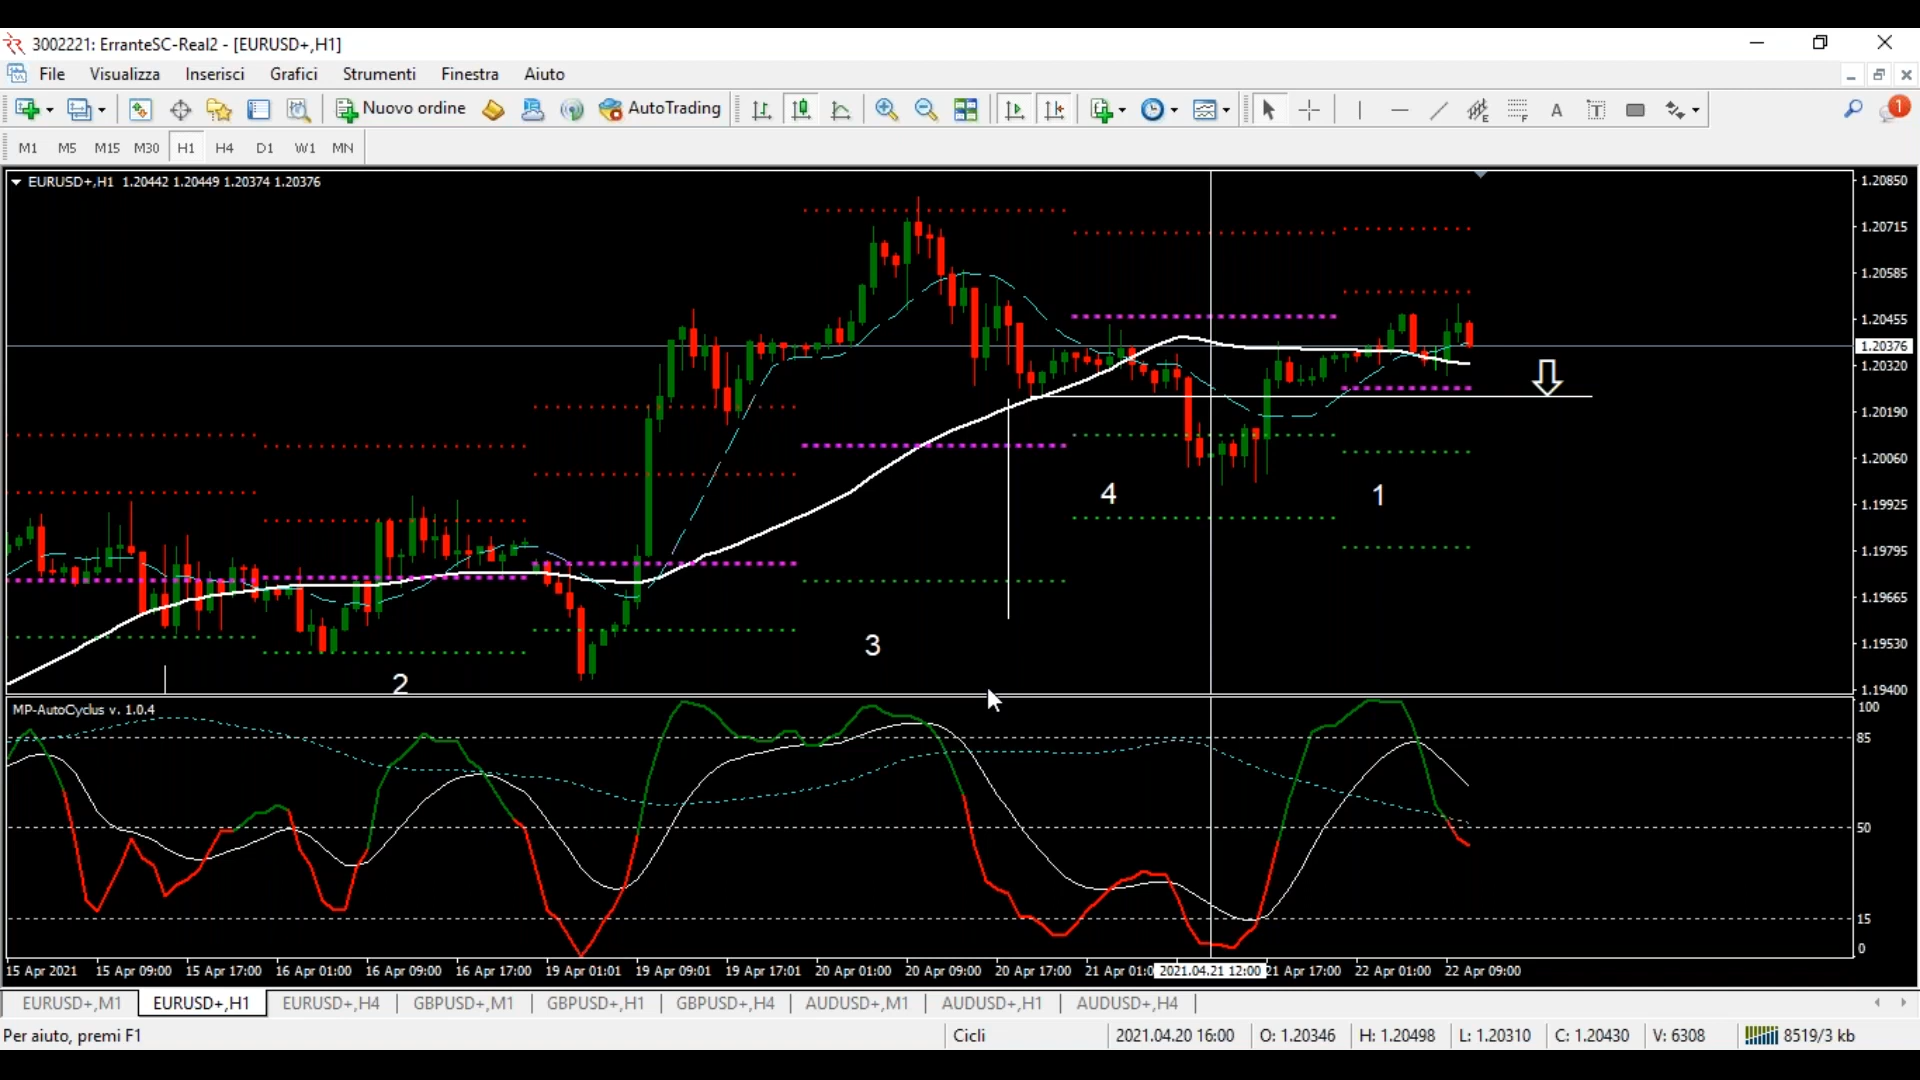 3002221: ErranteSC-Real2 - [EURUSD+,H1]
File Visualizza Inserisci Grafici Strumenti Finestra Aiuto
Nuovo ordine AutoTrading A T 1
M1 M5 M15 M30 H1 H4 D1 W1 MN
EURUSD+,H1 1.20442 1.20449 1.20374 1.20376
1.20850
1.20715
1.20585
1.20455
1.20376
1.20320
1.20190
1.20060
1.19925
1.19795
1.19665
1.19530
1.19400
4
1
3
2
MP-AutoCyclus v. 1.0.4
100
85
50
15
0
15 Apr 2021 15 Apr 09:00 15 Apr 17:00 16 Apr 01:00 16 Apr 09:00 16 Apr 17:00 19 Apr 01:01 19 Apr 09:01 19 Apr 17:01 20 Apr 01:00 20 Apr 09:00 20 Apr 17:00 21 Apr 01:0 2021.04.21 12:00 21 Apr 17:00 22 Apr 01:00 22 Apr 09:00
EURUSD+,M1 EURUSD+,H1 EURUSD+,H4 GBPUSD+,M1 GBPUSD+,H1 GBPUSD+,H4 AUDUSD+,M1 AUDUSD+,H1 AUDUSD+,H4
Per aiuto, premi F1 Cicli 2021.04.20 16:00 O: 1.20346 H: 1.20498 L: 1.20310 C: 1.20430 V: 6308 8519/3 kb